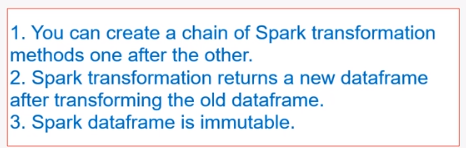 1. You can create a chain of Spark transformation
methods one after the other.
2. Spark transformation returns a new dataframe
after transforming the old dataframe.
3. Spark dataframe is immutable.